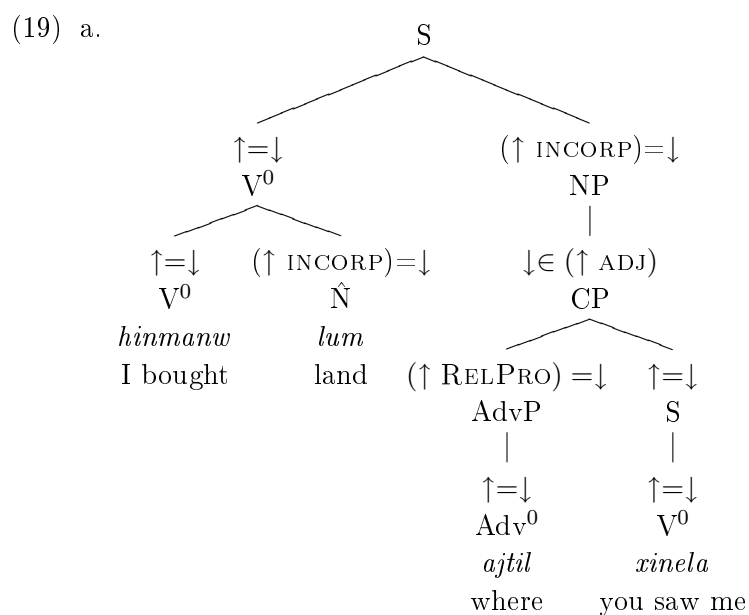 (19) a. S
↑=↓ (↑ INCORP)=↓
V⁰ NP
↑=↓ (↑ INCORP)=↓ ↓∈ (↑ ADJ)
V⁰ N̂ CP
hinmanw lum
I bought land (↑ RELPRO) =↓ ↑=↓
AdvP S
↑=↓ ↑=↓
Adv⁰ V⁰
ajtil xinela
where you saw me